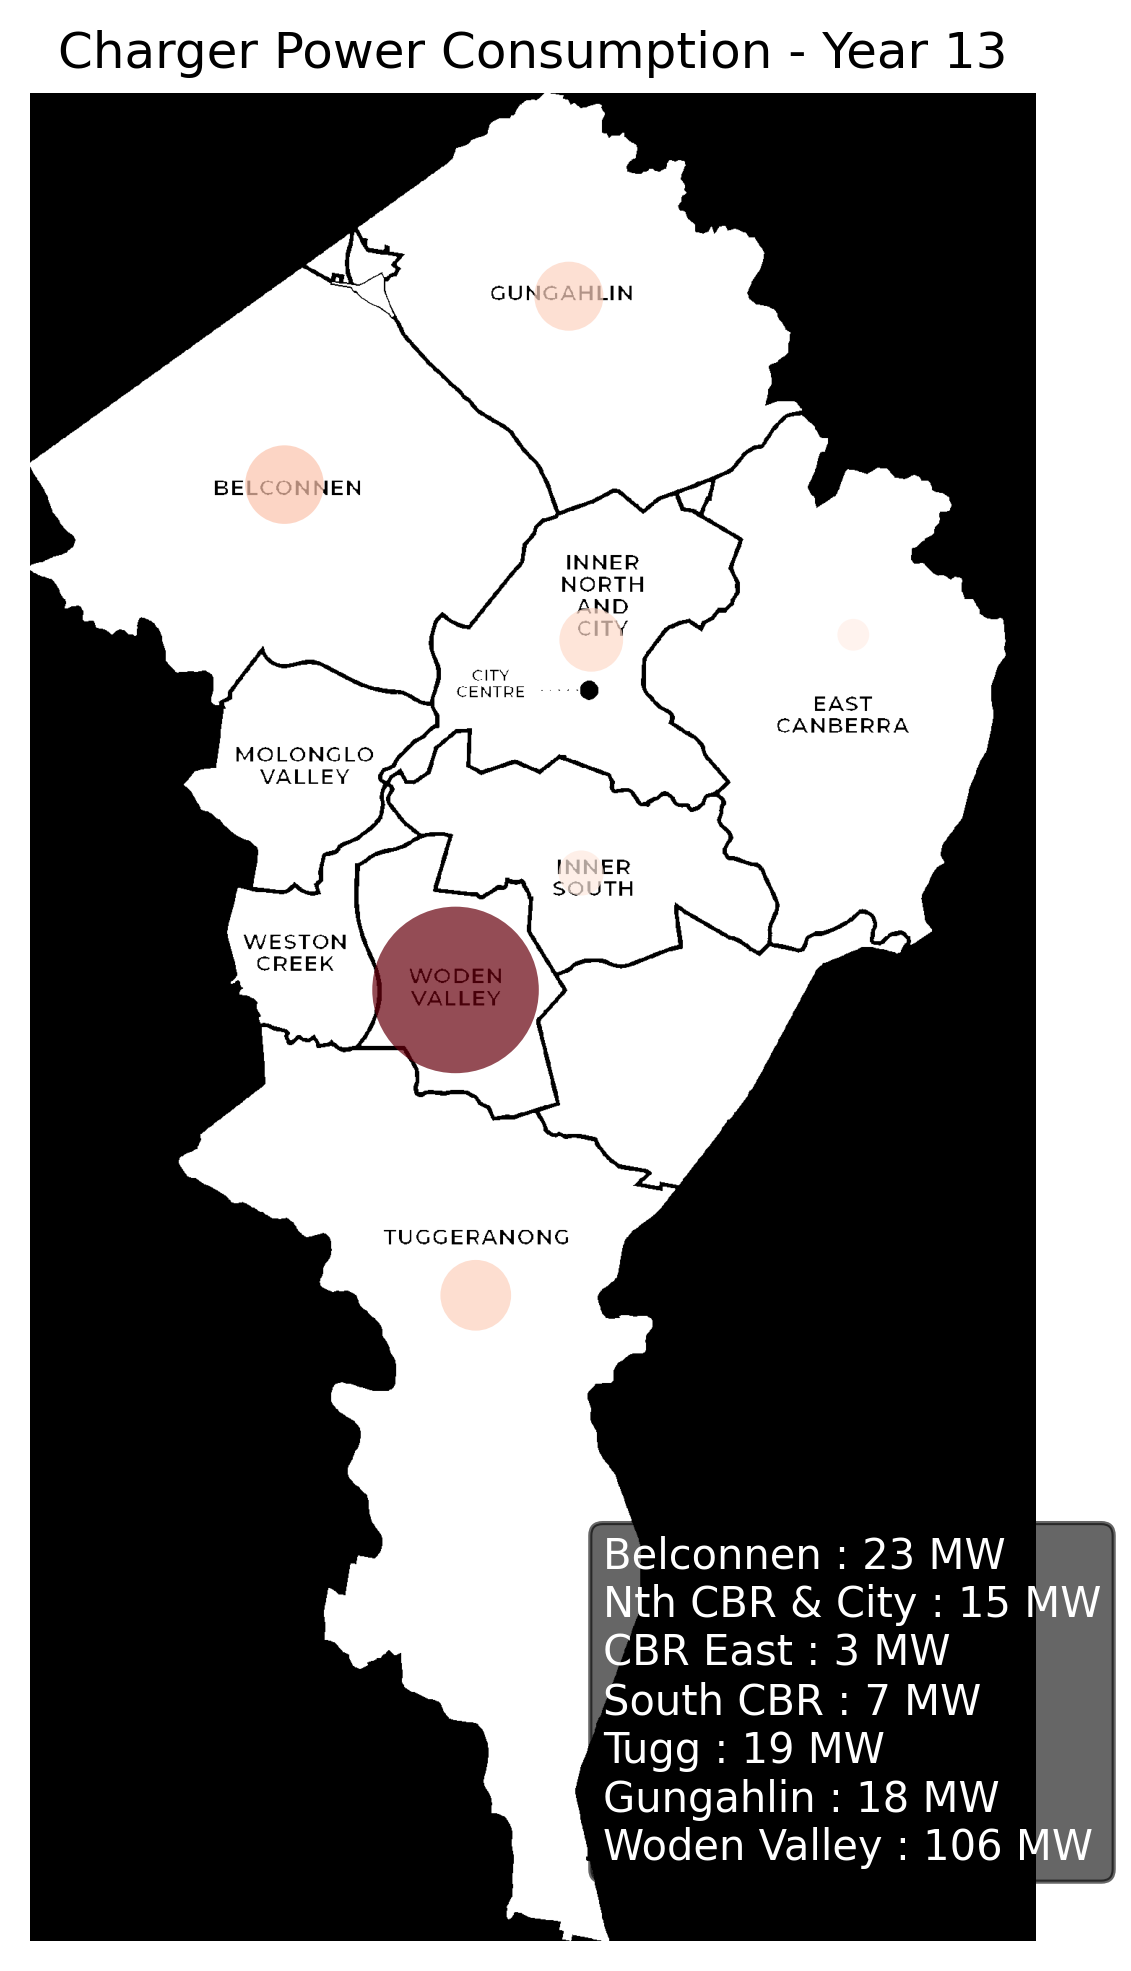 Charger Power Consumption - Year 13
GUNGAHLIN
BELCONNEN
INNER
NORTH
AND
CITY
CITY
CENTRE
EAST
CANBERRA
MOLONGLO
VALLEY
INNER
SOUTH
WESTON
CREEK
WODEN
VALLEY
TUGGERANONG
Belconnen : 23 MW
Nth CBR & City : 15 MW
CBR East : 3 MW
South CBR : 7 MW
Tugg : 19 MW
Gungahlin : 18 MW
Woden Valley : 106 MW